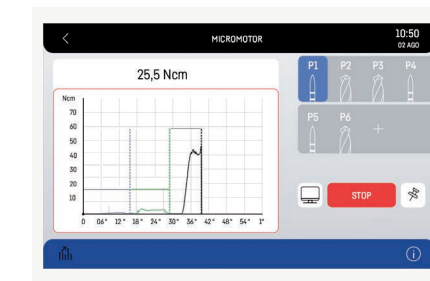 MICROMOTOR
10:50
02 AGO
25,5 Ncm
P1 P2 P3 P4
P5 P6
Ncm
70
60
50
40
30
20
10
0 06" 12" 18" 24" 30" 36" 42" 48" 54" 1"
STOP